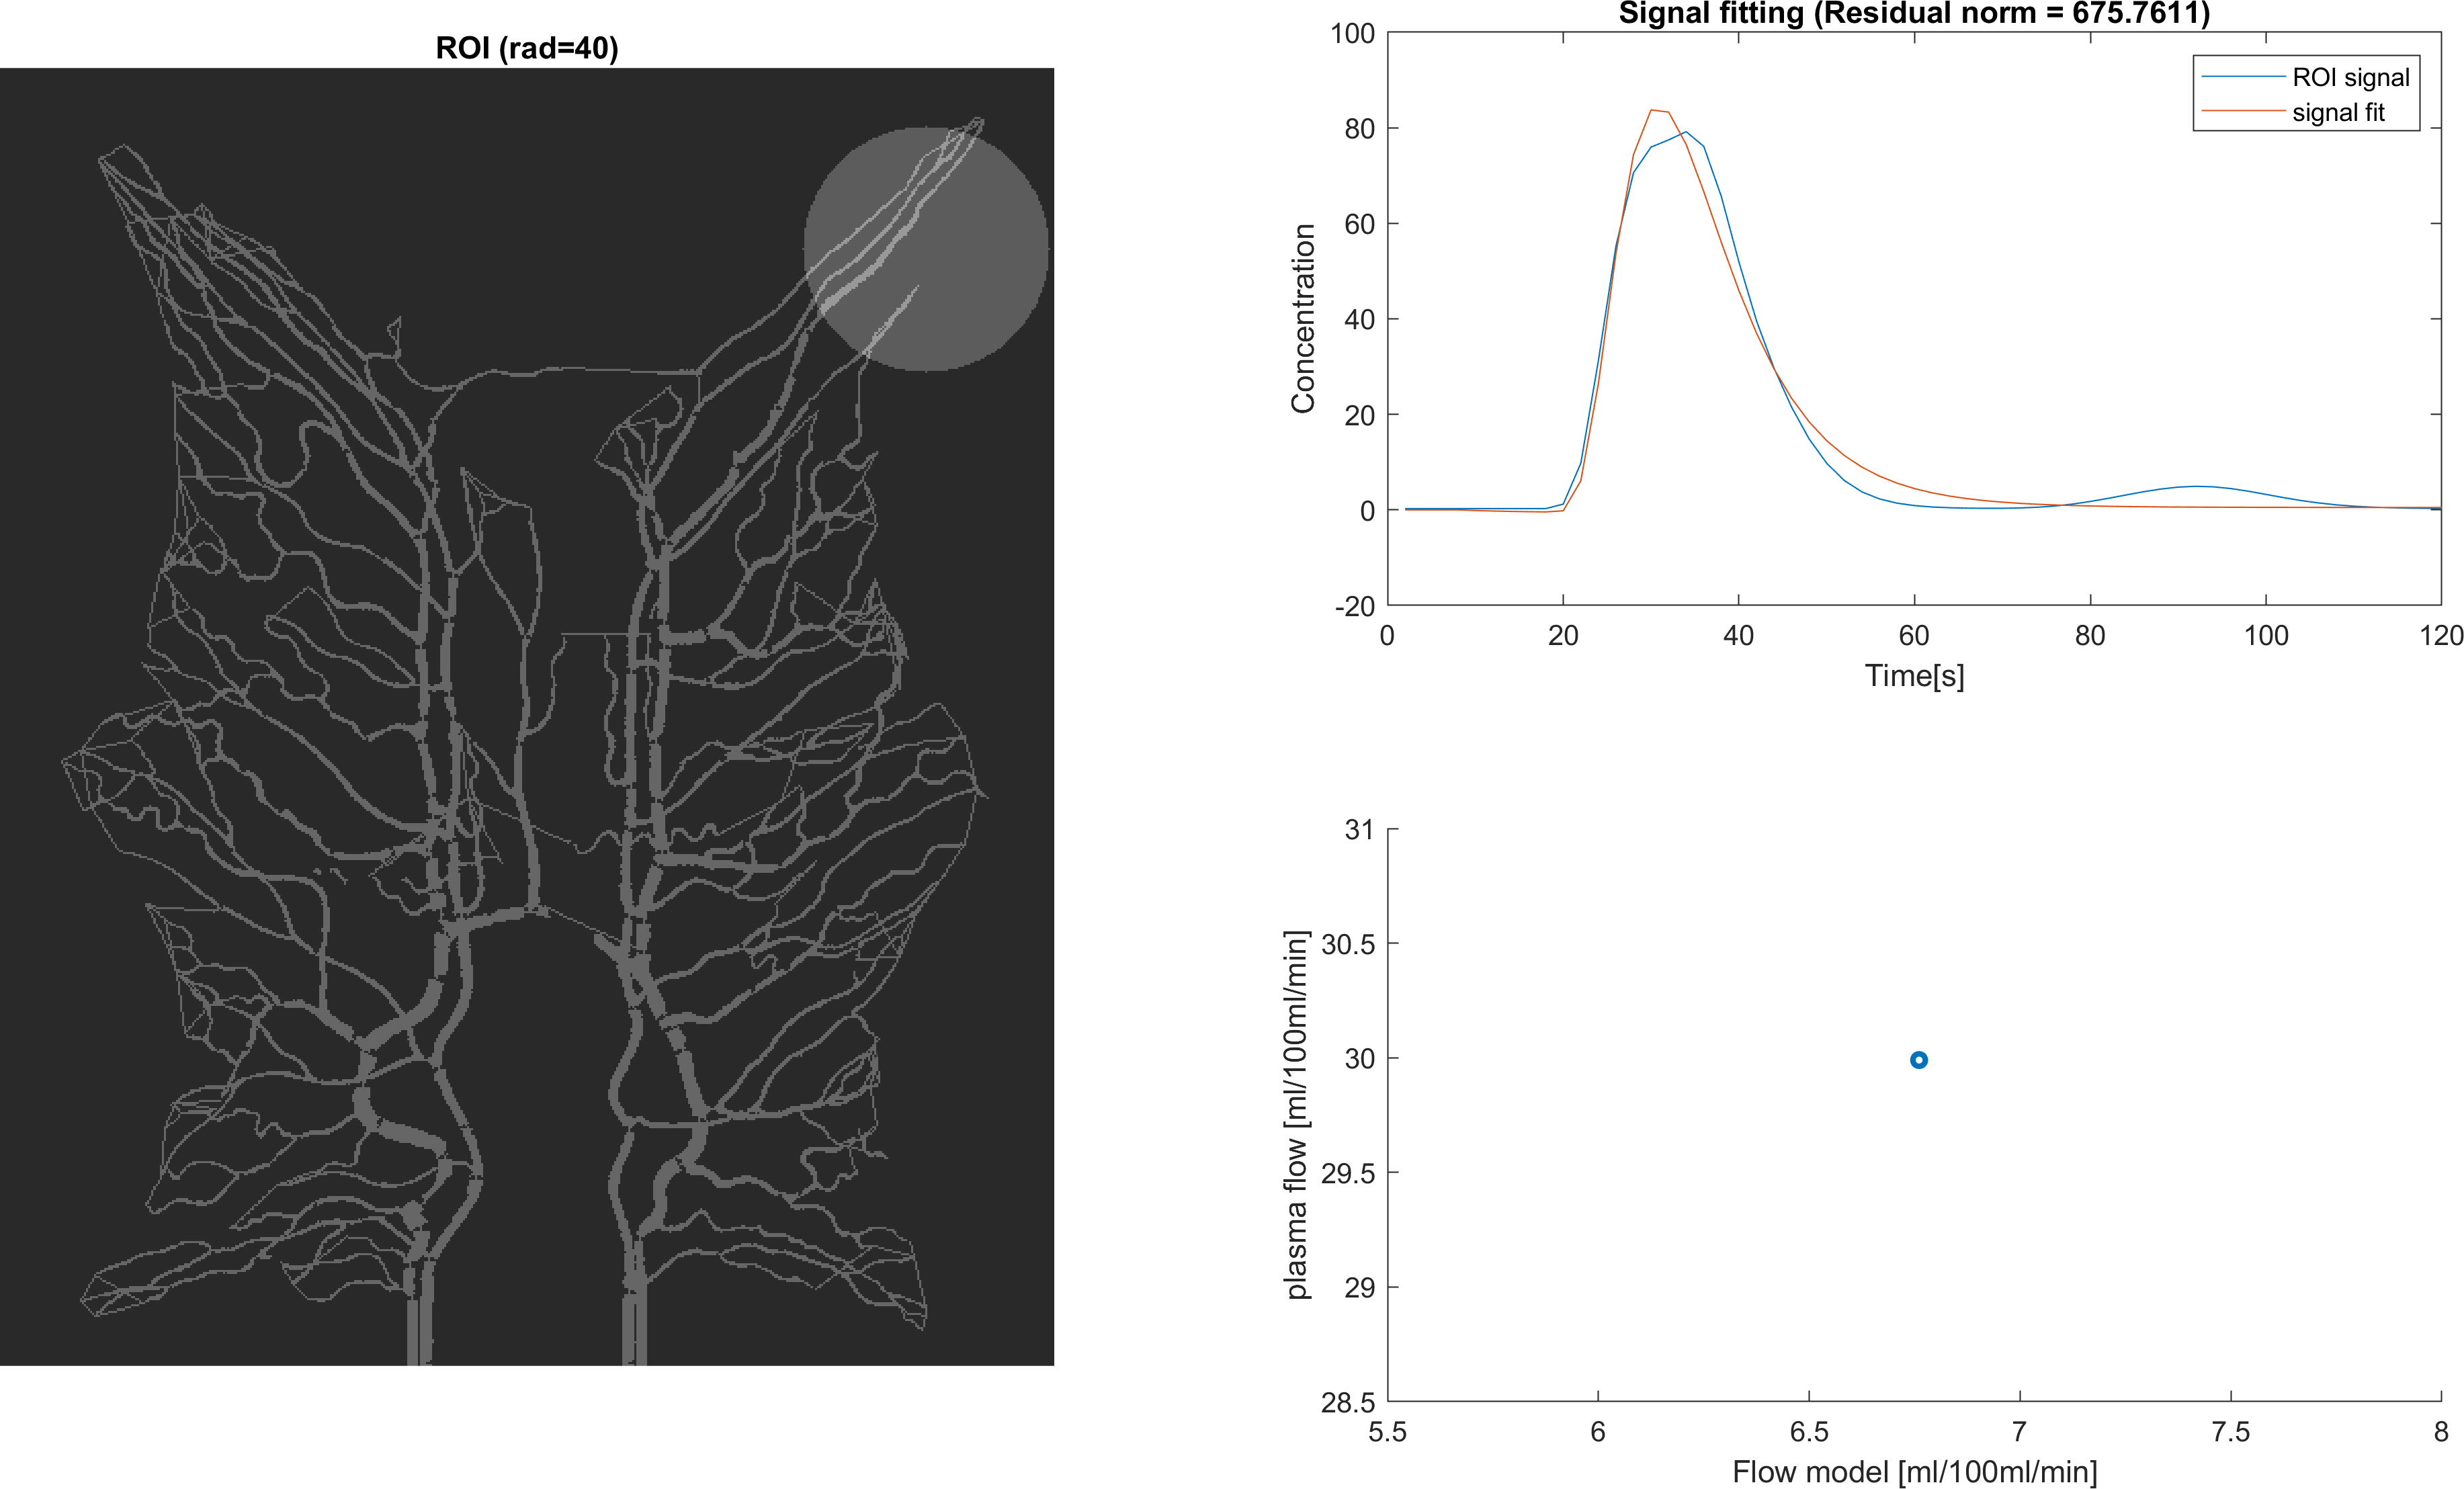 ROI (rad=40)
Signal fitting (Residual norm = 675.7611)
100
80
60
40
20
0
-20
Concentration
ROI signal
signal fit
0 20 40 60 80 100 120
Time[s]
31
30.5
30
29.5
29
28.5
plasma flow [ml/100ml/min]
5.5 6 6.5 7 7.5 8
Flow model [ml/100ml/min]